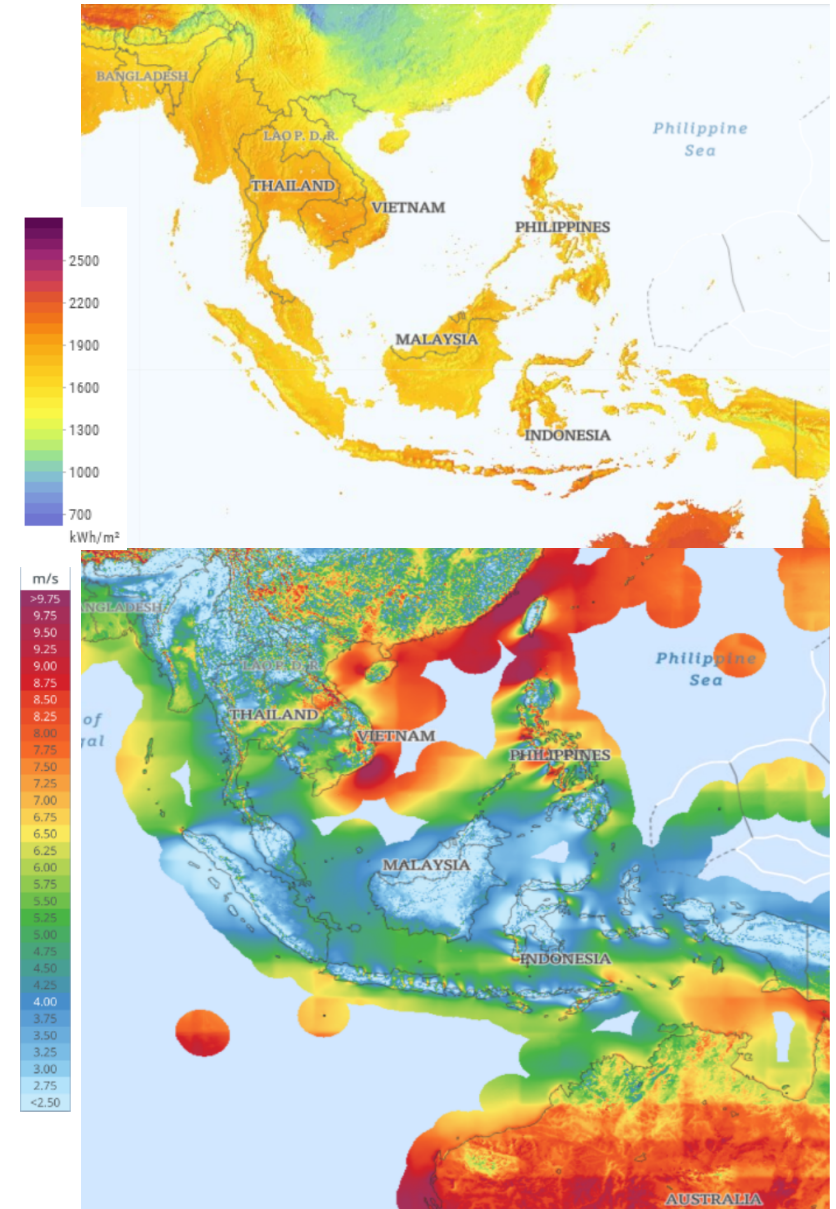 BANGLADESH
LAO P. D. R.
Philippine
Sea
THAILAND
VIETNAM
PHILIPPINES
2500
2200
1900
1600
1300
1000
700
kWh/m²
MALAYSIA
INDONESIA
m/s
>9.75
9.75
9.50
9.25
9.00
8.75
8.50
8.25
8.00
7.75
7.50
7.25
7.00
6.75
6.50
6.25
6.00
5.75
5.50
5.25
5.00
4.75
4.50
4.25
4.00
3.75
3.50
3.25
3.00
2.75
<2.50
ANGLADESH
LAO P. D. R.
Philippine
Sea
of
gal
THAILAND
VIETNAM
PHILIPPINES
MALAYSIA
INDONESIA
AUSTRALIA